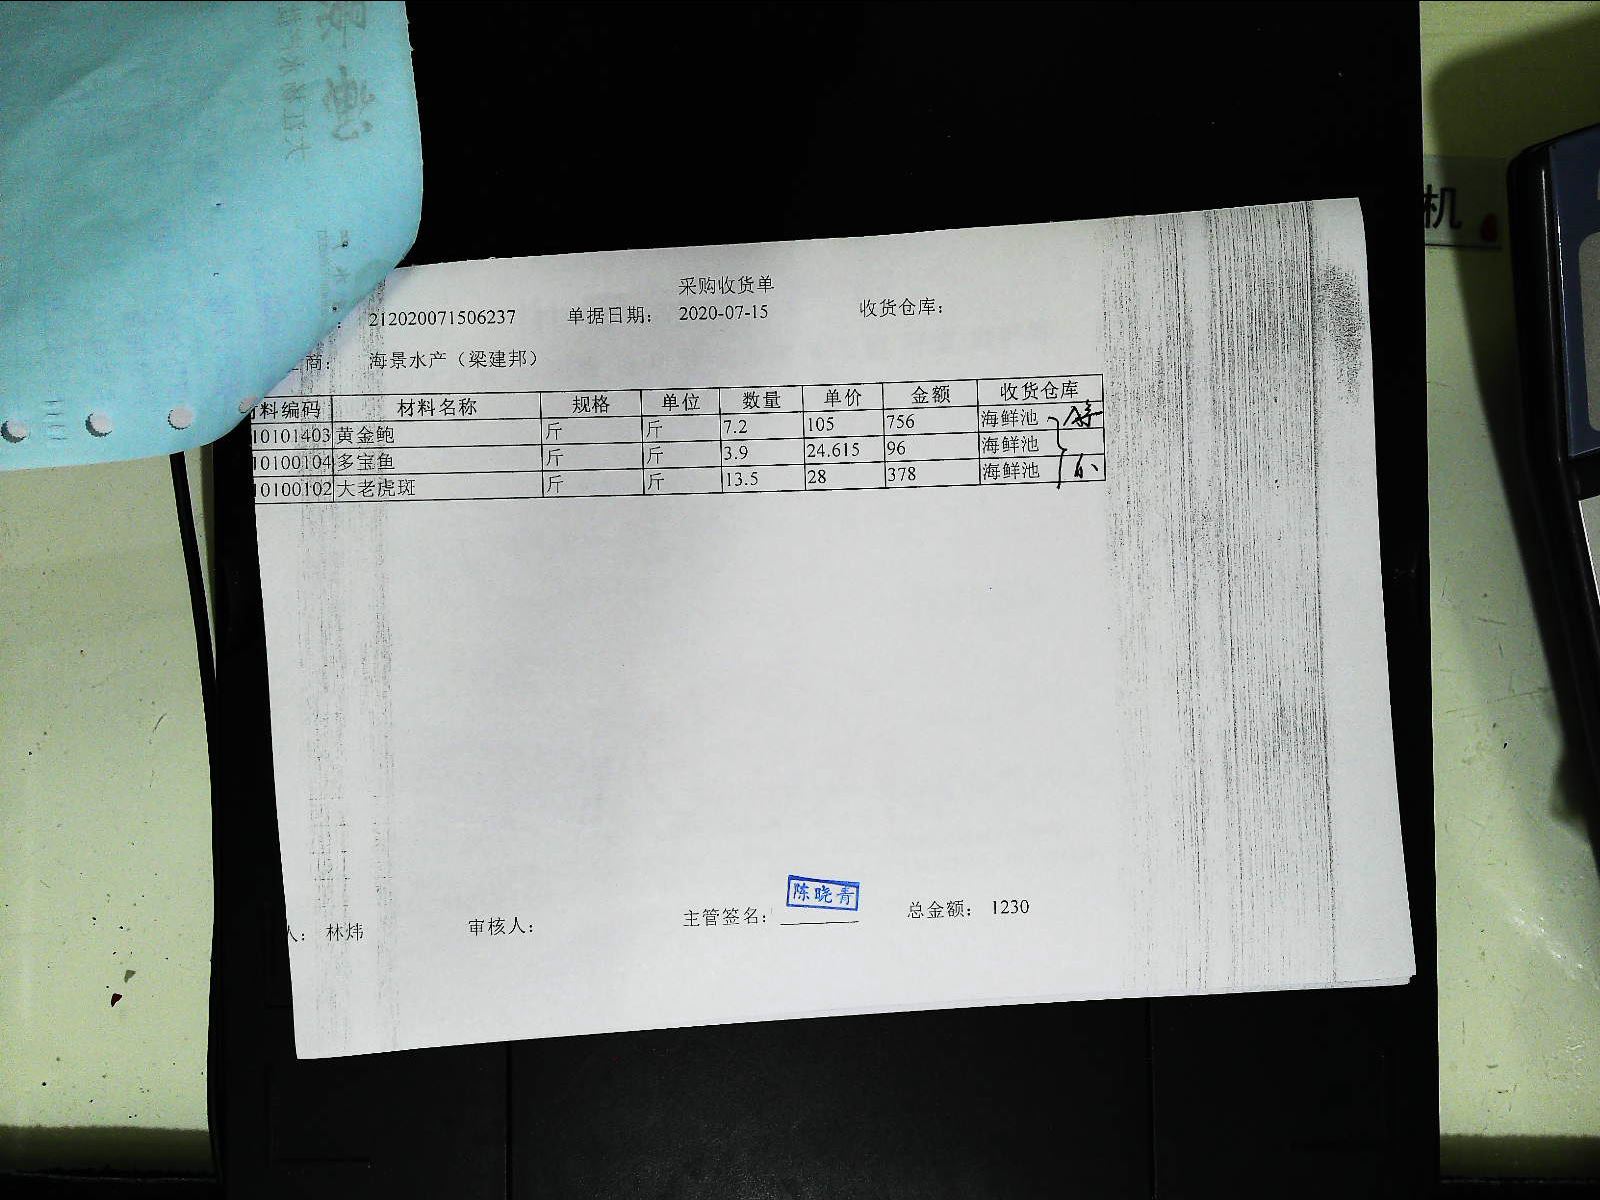 采购收货单
212020071506237 单据日期： 2020-07-15 收货仓库：
商： 海景水产（梁建邦）
料编码 材料名称 规格 单位 数量 单价 金额 收货仓库
10101403 黄金鲍 斤 斤 7.2 105 756 海鲜池
10100104 多宝鱼 斤 斤 3.9 24.615 96 海鲜池
10100102 大老虎斑 斤 斤 13.5 28 378 海鲜池
陈晓青
人： 林炜 审核人： 主管签名： 总金额： 1230
机